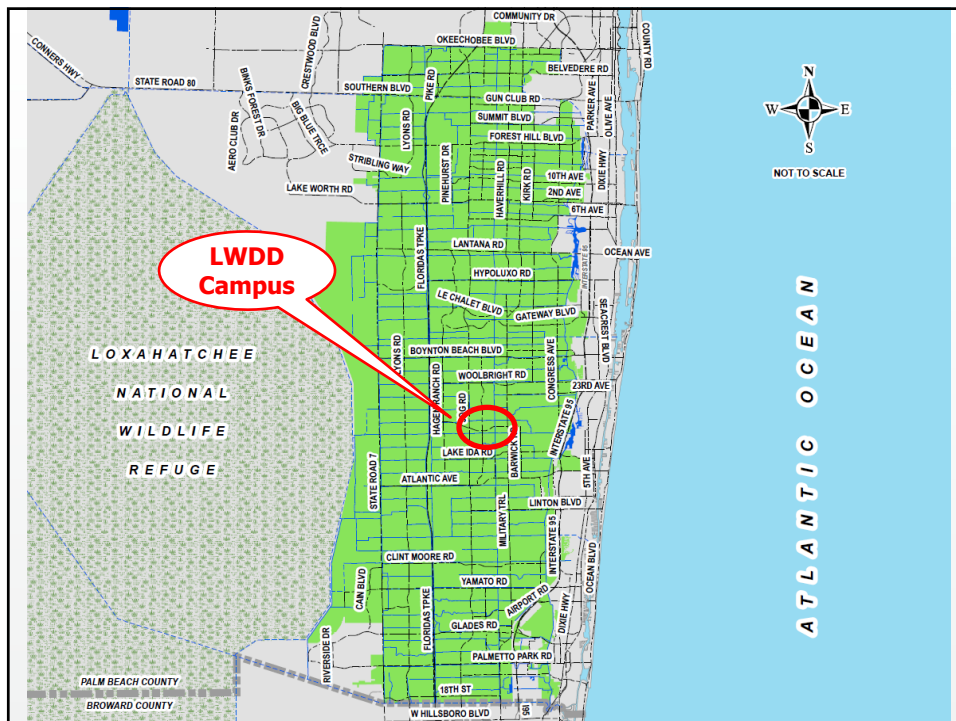 COMMUNITY DR
COUNTY RD
CONNERS HWY
CRESTWOOD BLVD
OKEECHOBEE BLVD
BELVEDERE RD
STATE ROAD 80
SOUTHERN BLVD
PIKE RD
GUN CLUB RD
PARKER AVE
OLIVE AVE
BINKS FOREST DR
BIG BLUE TRCE
AERO CLUB DR
LYONS RD
SUMMIT BLVD
FOREST HILL BLVD
STRIBLING WAY
PINEHURST DR
HAVERHILL RD
KIRK RD
10TH AVE
2ND AVE
DIXIE HWY
LAKE WORTH RD
6TH AVE
N
W
E
S
NOT TO SCALE
LWDD
Campus
FLORIDAS TPKE
LANTANA RD
OCEAN AVE
INTERSTATE 95
HYPOLUXO RD
LE CHALET BLVD
GATEWAY BLVD
SEACREST BLVD
LYONS RD
BOYNTON BEACH BLVD
CONGRESS AVE
WOOLBRIGHT RD
23RD AVE
HAGEN RANCH RD
LOXAHATCHEE
NATIONAL
WILDLIFE
REFUGE
ATLANTIC OCEAN
INTERSTATE 95
LAKE IDA RD
STATE ROAD 7
ATLANTIC AVE
5TH AVE
LINTON BLVD
MILITARY TRL
INTERSTATE 95
OCEAN BLVD
CLINT MOORE RD
CAIN BLVD
YAMATO RD
AIRPORT RD
DIXIE HWY
FLORIDAS TPKE
GLADES RD
RIVERSIDE DR
PALMETTO PARK RD
PALM BEACH COUNTY
18TH ST
BROWARD COUNTY
W HILLSBORO BLVD
I95